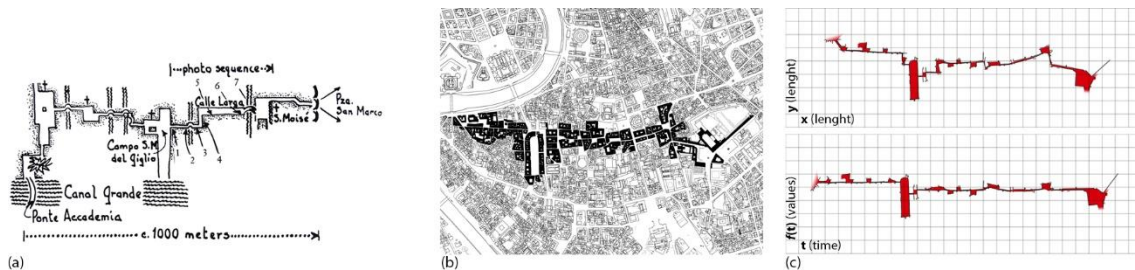 |...photo sequence...>|
5 6 7
Calle Larga
S. Moisé
Pza.
San Marco
Campo S.M
del Giglio
1 2 3 4
Canal Grande
Ponte Accademia
c. 1000 meters
(a)
(b)
y (lenght)
x (lenght)
f(t) (values)
t (time)
(c)